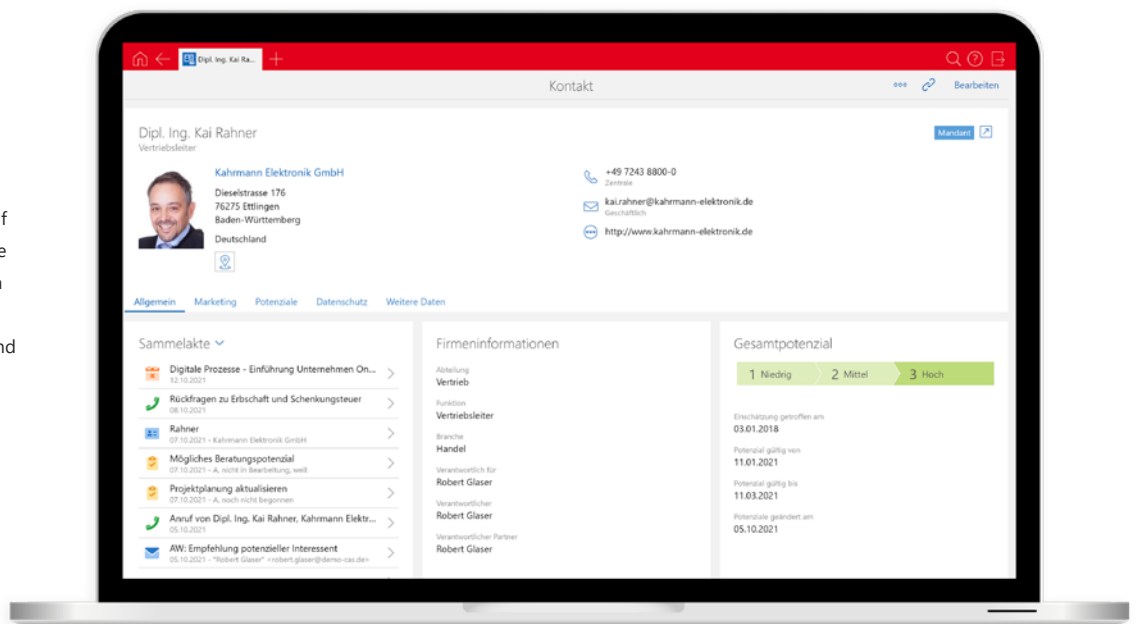 f
e
nd
Dipl. Ing. Kai Ra...
Kontakt
Bearbeiten
Dipl. Ing. Kai Rahner
Vertriebsleiter
Mandant
Kahrmann Elektronik GmbH
Dieselstrasse 176
76275 Ettlingen
Baden-Württemberg
Deutschland
+49 7243 8800-0
Zentrale
kai.rahner@kahrmann-elektronik.de
Geschäftlich
http://www.kahrmann-elektronik.de
Allgemein Marketing Potenziale Datenschutz Weitere Daten
Sammelakte
Digitale Prozesse - Einführung Unternehmen On...
12.10.2021
Rückfragen zu Erbschaft und Schenkungsteuer
08.10.2021
Rahner
07.10.2021 - Kahrmann Elektronik GmbH
Mögliches Beratungspotenzial
07.10.2021 - A, nicht in Bearbeitung, weil:
Projektplanung aktualisieren
07.10.2021 - A, noch nicht begonnen
Anruf von Dipl. Ing. Kai Rahner, Kahrmann Elektr...
05.10.2021
AW: Empfehlung potenzieller Interessent
05.10.2021 - "Robert Glaser" <robert.glaser@demo-cas.de>
Firmeninformationen
Abteilung
Vertrieb
Funktion
Vertriebsleiter
Branche
Handel
Verantwortlich für
Robert Glaser
Verantwortlicher
Robert Glaser
Verantwortlicher Partner
Robert Glaser
Gesamtpotenzial
1 Niedrig 2 Mittel 3 Hoch
Einschätzung getroffen am
03.01.2018
Potenzial gültig von
11.01.2021
Potenzial gültig bis
11.03.2021
Potenziale geändert am
05.10.2021